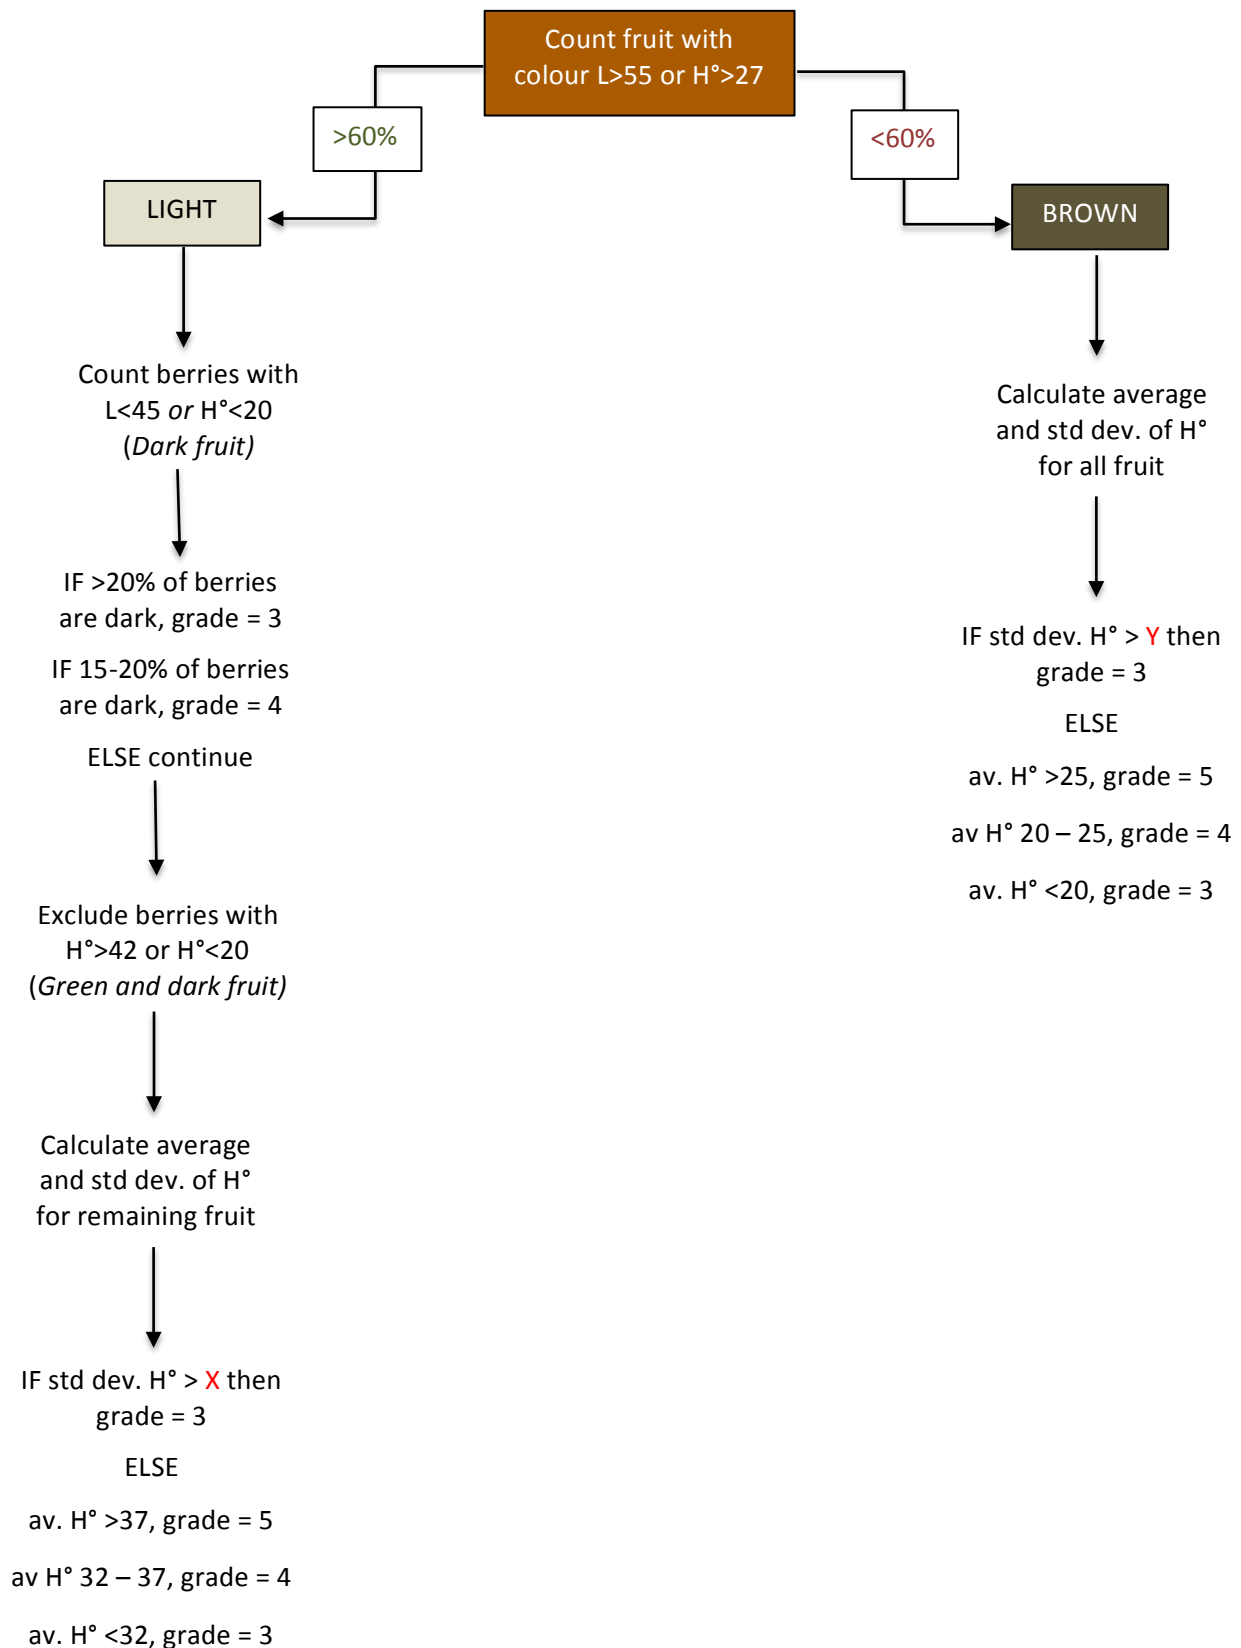 Count fruit with
colour L>55 or H°>27
>60%
<60%
LIGHT
BROWN
Count berries with
L<45 or H°<20
(Dark fruit)
IF >20% of berries
are dark, grade = 3
IF 15-20% of berries
are dark, grade = 4
ELSE continue
Exclude berries with
H°>42 or H°<20
(Green and dark fruit)
Calculate average
and std dev. of H°
for remaining fruit
IF std dev. H° > X then
grade = 3
ELSE
av. H° >37, grade = 5
av H° 32 – 37, grade = 4
av. H° <32, grade = 3
Calculate average
and std dev. of H°
for all fruit
IF std dev. H° > Y then
grade = 3
ELSE
av. H° >25, grade = 5
av H° 20 – 25, grade = 4
av. H° <20, grade = 3